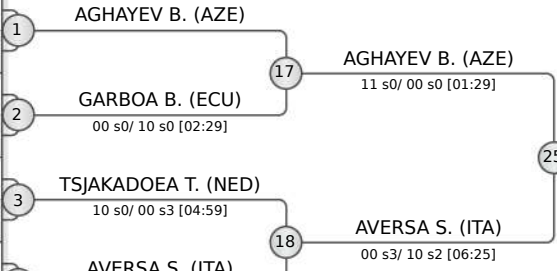 AGHAYEV B. (AZE)
1
17
AGHAYEV B. (AZE)
11 s0/ 00 s0 [01:29]
GARBOA B. (ECU)
2
00 s0/ 10 s0 [02:29]
25
TSJAKADOEA T. (NED)
3
10 s0/ 00 s3 [04:59]
18
AVERSA S. (ITA)
00 s3/ 10 s2 [06:25]
AVERSA S. (ITA)